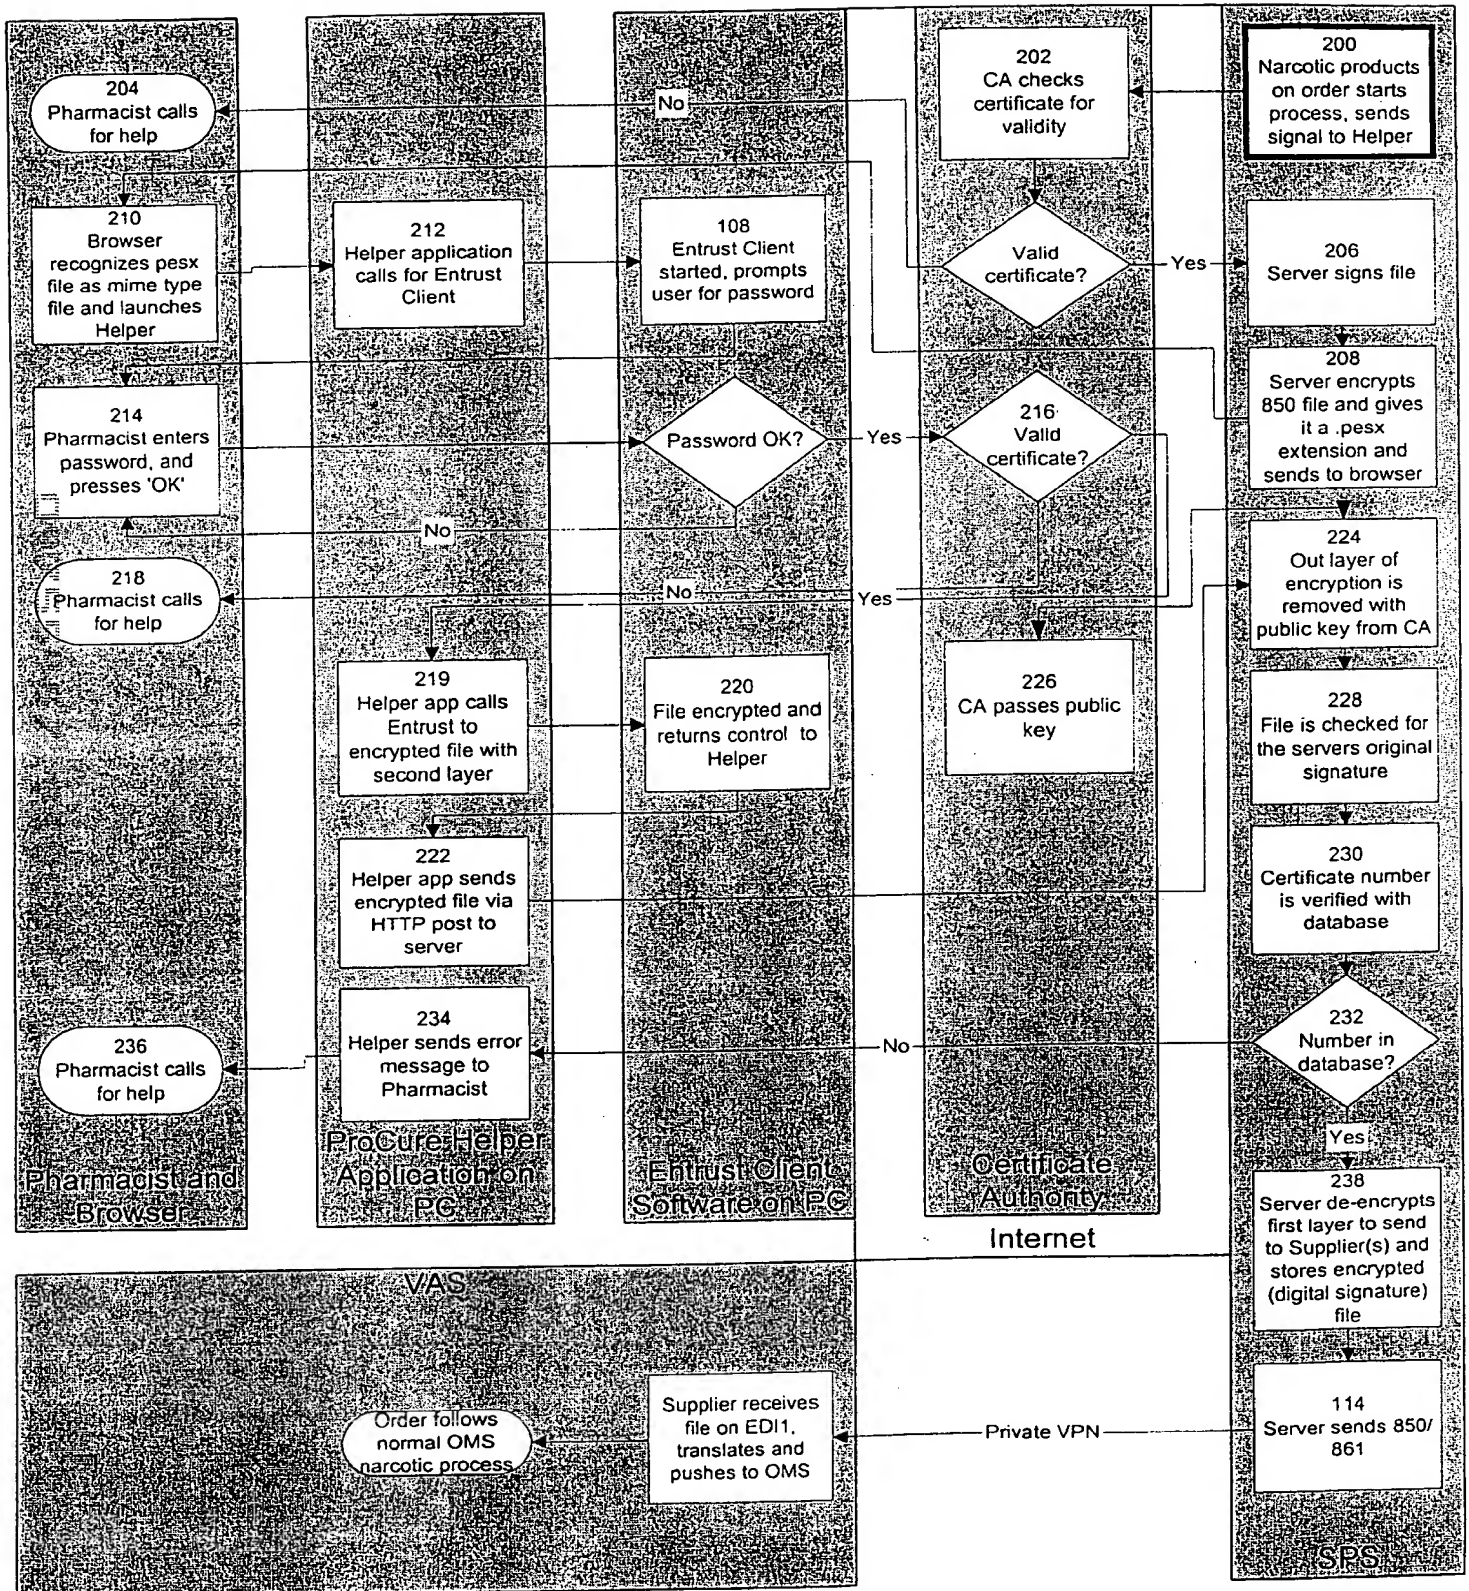 204
Pharmacist calls
for help
No
202
CA checks
certificate for
validity
200
Narcotic products
on order starts
process, sends
signal to Helper
210
Browser
recognizes pesx
file as mime type
file and launches
Helper
212
Helper application
calls for Entrust
Client
108
Entrust Client
started, prompts
user for password
Valid
certificate?
Yes
206
Server signs file
208
Server encrypts
850 file and gives
it a .pesx
extension and
sends to browser
214
Pharmacist enters
password, and
presses 'OK'
Password OK?
Yes
216
Valid
certificate?
No
218
Pharmacist calls
for help
No
Yes
224
Out layer of
encryption is
removed with
public key from CA
219
Helper app calls
Entrust to
encrypted file with
second layer
220
File encrypted and
returns control to
Helper
226
CA passes public
key
228
File is checked for
the servers original
signature
222
Helper app sends
encrypted file via
HTTP post to
server
230
Certificate number
is verified with
database
234
Helper sends error
message to
Pharmacist
236
Pharmacist calls
for help
No
232
Number in
database?
Yes
Pharmacist and
Browser
ProCure Helper
Application on
PC
Entrust Client
Software on PC
Certificate
Authority
Internet
238
Server de-encrypts
first layer to send
to Supplier(s) and
stores encrypted
(digital signature)
file
VAS
Order follows
normal OMS
narcotic process
Supplier receives
file on EDI1,
translates and
pushes to OMS
Private VPN
114
Server sends 850/
861
SPS